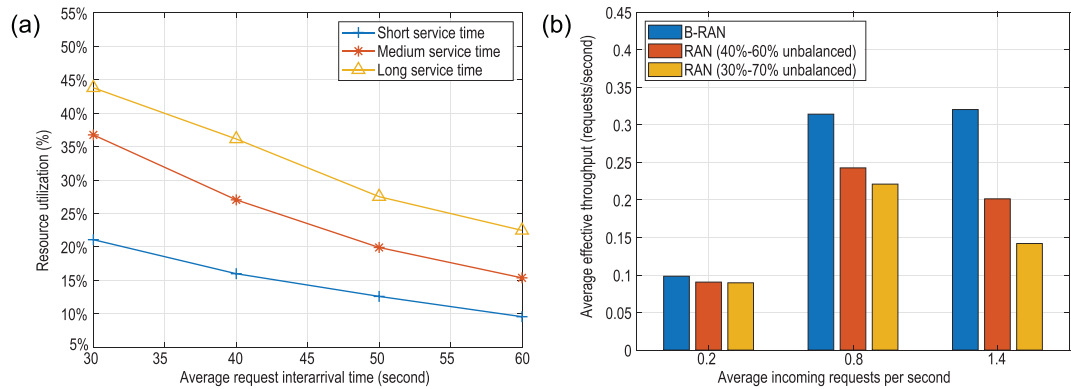 (a)
55%
50%
45%
40%
35%
30%
25%
20%
15%
10%
5%
Resource utilization (%)
Short service time
Medium service time
Long service time
30 35 40 45 50 55 60
Average request interarrival time (second)
(b)
0.45
0.4
0.35
0.3
0.25
0.2
0.15
0.1
0.05
0
Average effective throughput (requests/second)
B-RAN
RAN (40%-60% unbalanced)
RAN (30%-70% unbalanced)
0.2 0.8 1.4
Average incoming requests per second